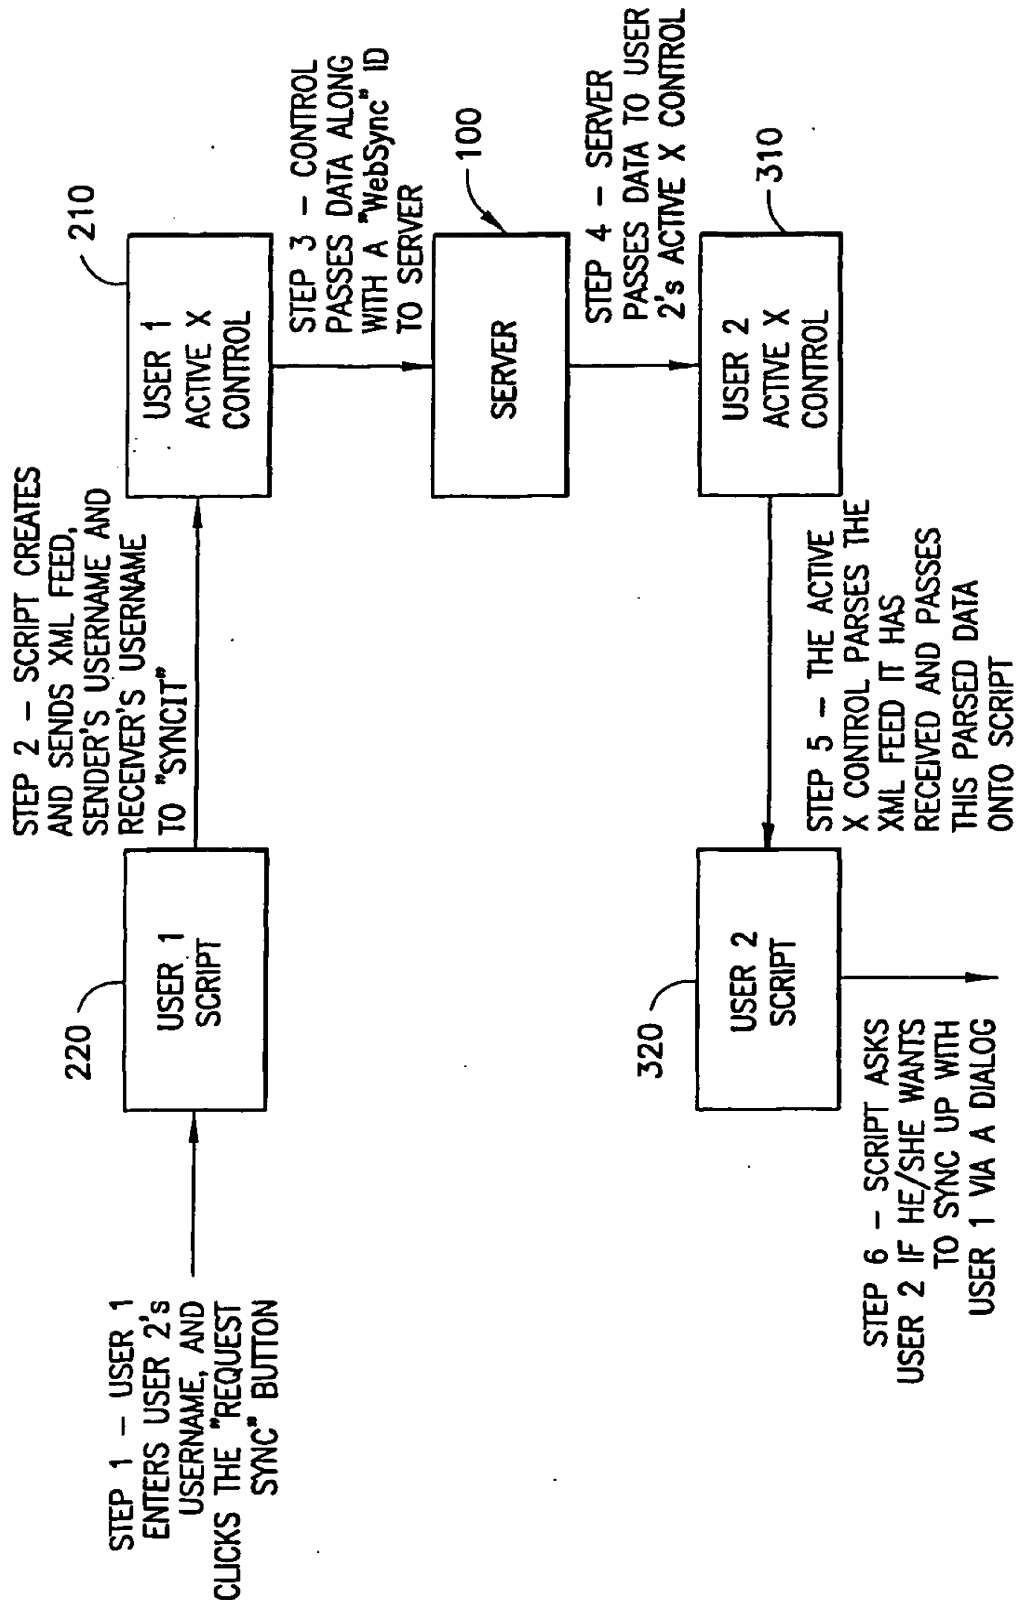 STEP 1 – USER 1
ENTERS USER 2's
USERNAME, AND
CLICKS THE "REQUEST
SYNC" BUTTON
220
USER 1
SCRIPT
STEP 2 – SCRIPT CREATES
AND SENDS XML FEED,
SENDER'S USERNAME AND
RECEIVER'S USERNAME
TO "SYNCIT"
210
USER 1
ACTIVE X
CONTROL
STEP 3 – CONTROL
PASSES DATA ALONG
WITH A "WebSync" ID
TO SERVER
100
SERVER
STEP 4 – SERVER
PASSES DATA TO USER
2's ACTIVE X CONTROL
310
USER 2
ACTIVE X
CONTROL
STEP 5 – THE ACTIVE
X CONTROL PARSES THE
XML FEED IT HAS
RECEIVED AND PASSES
THIS PARSED DATA
ONTO SCRIPT
320
USER 2
SCRIPT
STEP 6 – SCRIPT ASKS
USER 2 IF HE/SHE WANTS
TO SYNC UP WITH
USER 1 VIA A DIALOG